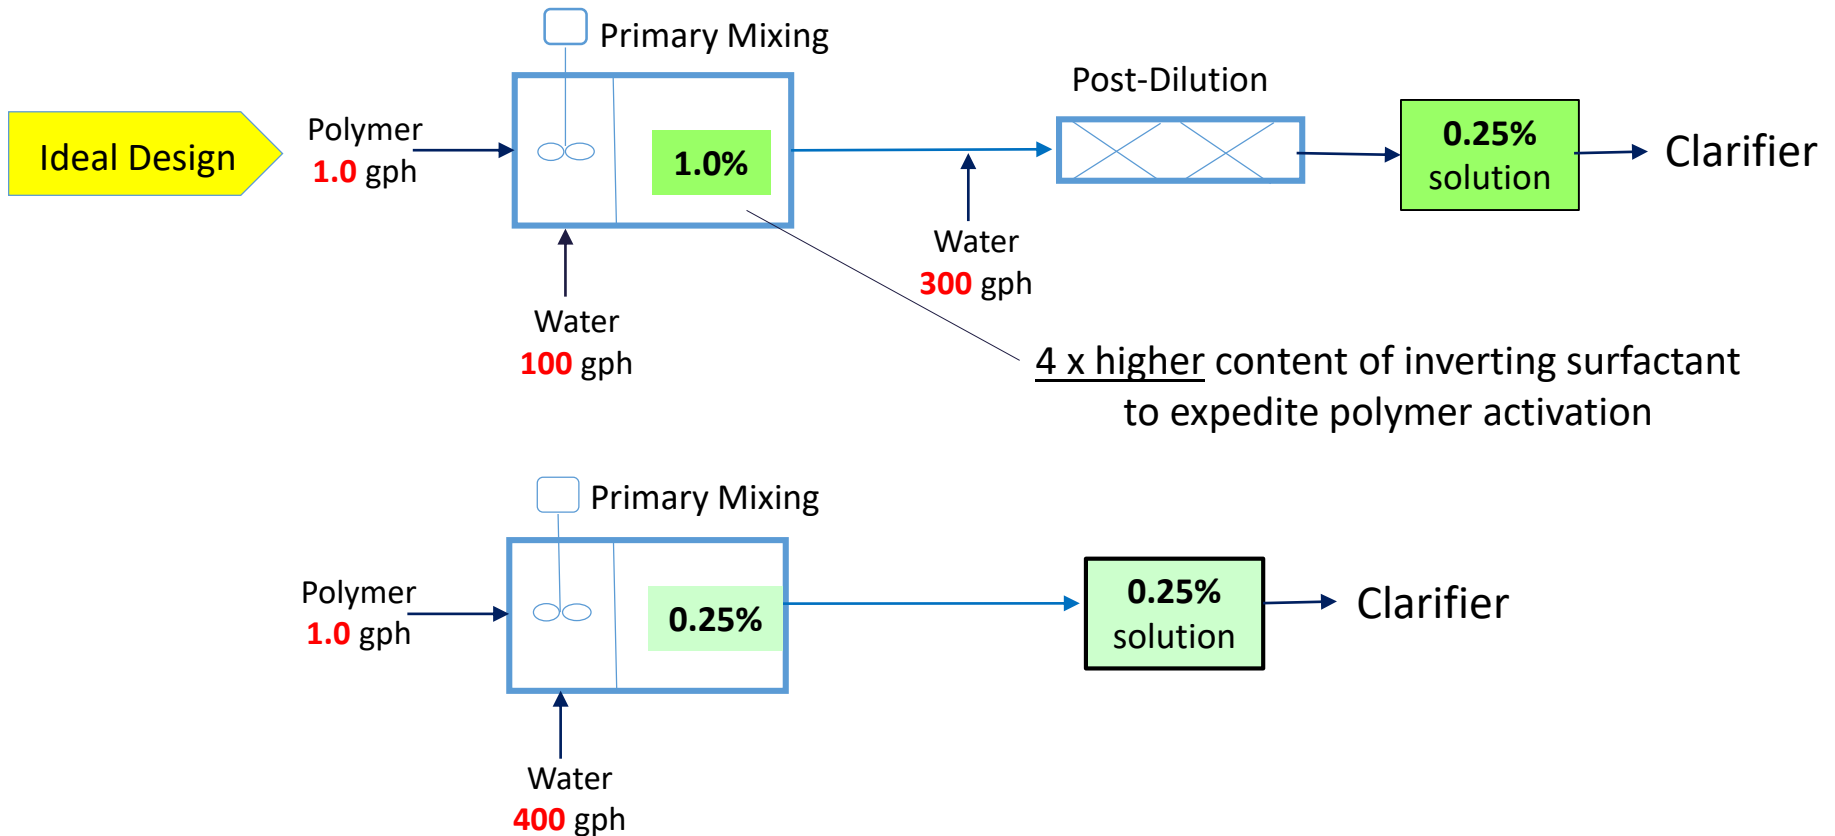 Primary Mixing
Post-Dilution
Ideal Design
Polymer
1.0 gph
1.0%
0.25%
solution
Clarifier
Water
300 gph
Water
100 gph
4 x higher content of inverting surfactant
to expedite polymer activation
Primary Mixing
Polymer
1.0 gph
0.25%
0.25%
solution
Clarifier
Water
400 gph